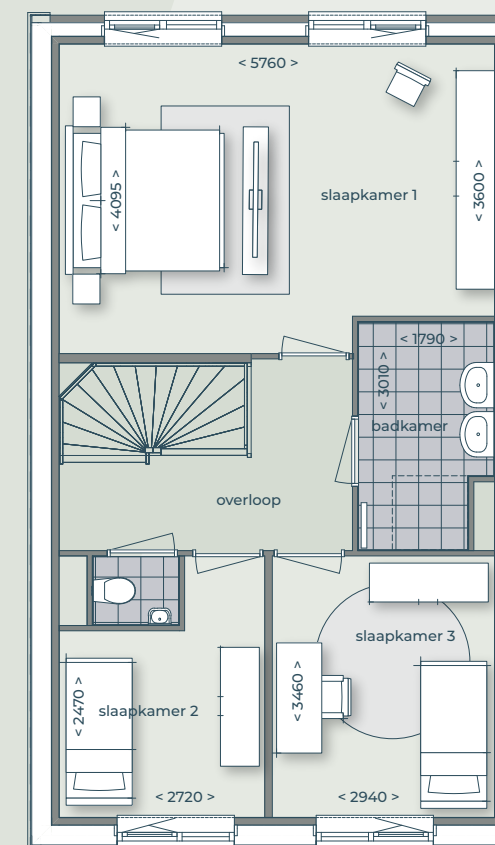 < 5760 >
slaapkamer 1
< 4095 >
< 3600 >
< 1790 >
< 3010 >
badkamer
overloop
slaapkamer 3
< 3460 >
< 2470 >
slaapkamer 2
< 2720 >
< 2940 >